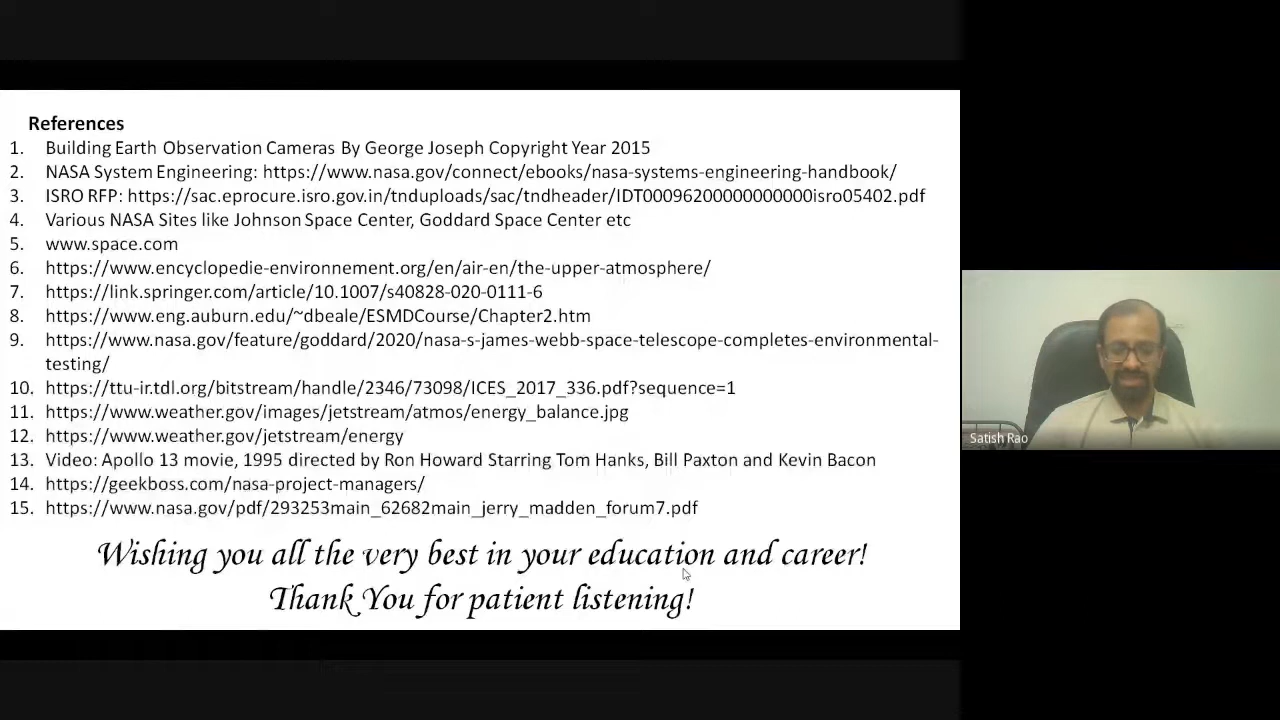 References
1. Building Earth Observation Cameras By George Joseph Copyright Year 2015
2. NASA System Engineering: https://www.nasa.gov/connect/ebooks/nasa-systems-engineering-handbook/
3. ISRO RFP: https://sac.eprocure.isro.gov.in/tnduploads/sac/tndheader/IDT00096200000000000isro05402.pdf
4. Various NASA Sites like Johnson Space Center, Goddard Space Center etc
5. www.space.com
6. https://www.encyclopedie-environnement.org/en/air-en/the-upper-atmosphere/
7. https://link.springer.com/article/10.1007/s40828-020-0111-6
8. https://www.eng.auburn.edu/~dbeale/ESMDCourse/Chapter2.htm
9. https://www.nasa.gov/feature/goddard/2020/nasa-s-james-webb-space-telescope-completes-environmental-
testing/
10. https://ttu-ir.tdl.org/bitstream/handle/2346/73098/ICES_2017_336.pdf?sequence=1
11. https://www.weather.gov/images/jetstream/atmos/energy_balance.jpg
12. https://www.weather.gov/jetstream/energy
13. Video: Apollo 13 movie, 1995 directed by Ron Howard Starring Tom Hanks, Bill Paxton and Kevin Bacon
14. https://geekboss.com/nasa-project-managers/
15. https://www.nasa.gov/pdf/293253main_62682main_jerry_madden_forum7.pdf
Wishing you all the very best in your education and career!
Thank You for patient listening!
Satish Rao